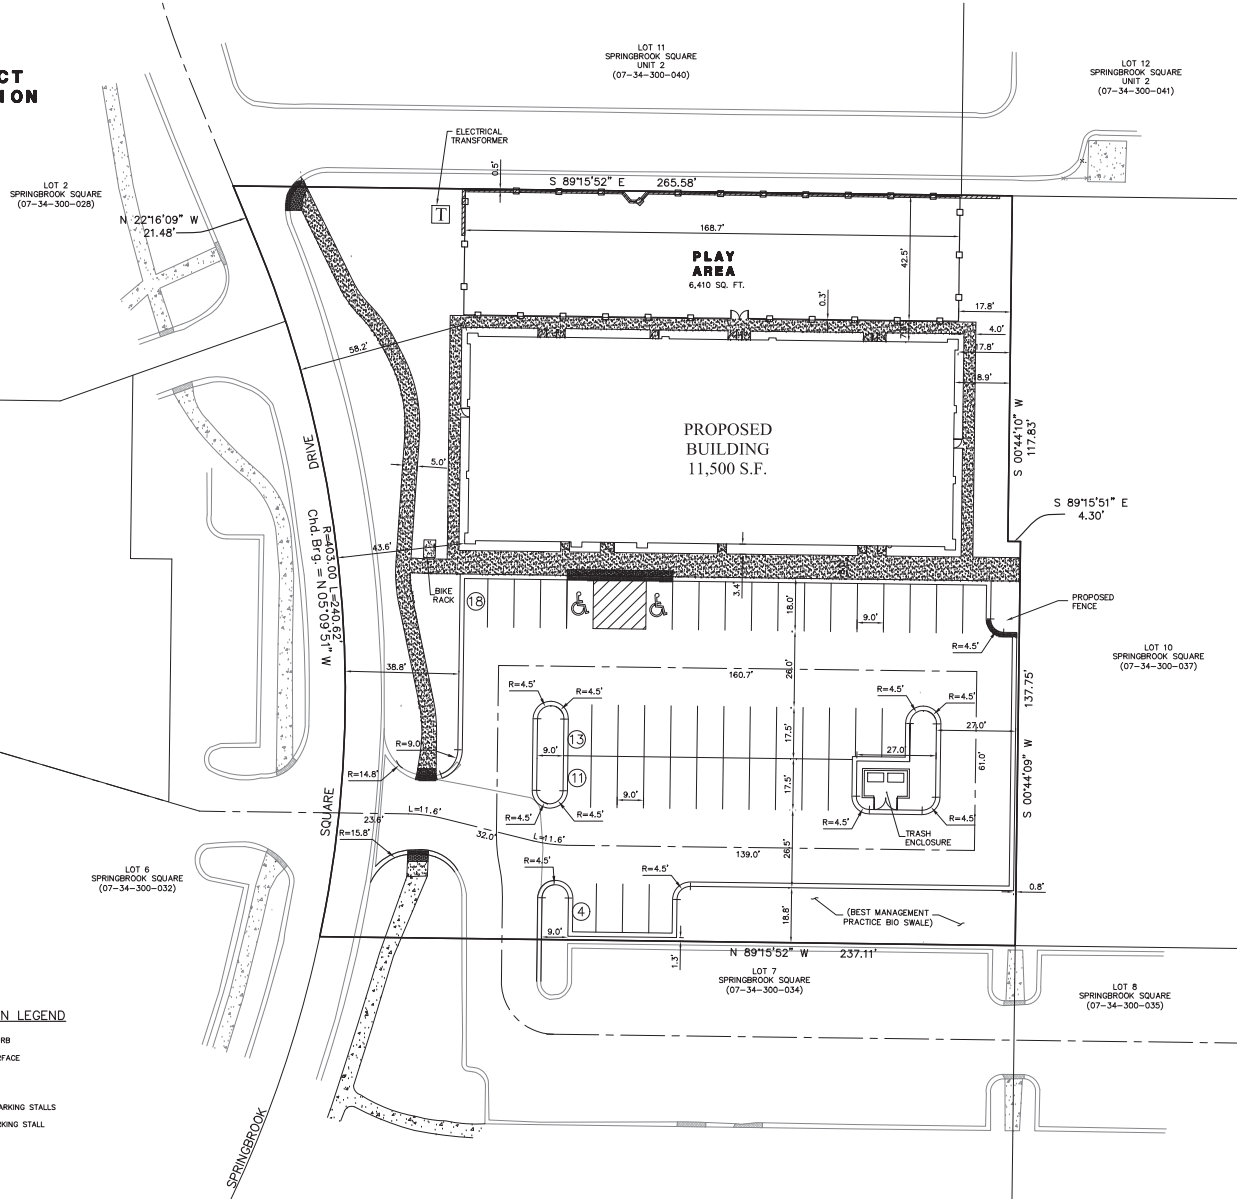 CT
ION
LOT 11
SPRINGBROOK SQUARE
UNIT 2
(07-34-300-040)
LOT 12
SPRINGBROOK SQUARE
UNIT 2
(07-34-300-041)
ELECTRICAL
TRANSFORMER
LOT 2
SPRINGBROOK SQUARE
(07-34-300-028)
N 22°16'09" W
21.48'
0.5'
S 89°15'52" E 265.58'
T
168.7'
PLAY
AREA
6,410 SQ. FT.
42.5'
0.3'
17.8'
4.0'
17.8'
18.9'
58.2'
PROPOSED
BUILDING
11,500 S.F.
S 00°44'10" W
117.83'
S 89°15'51" E
4.30'
DRIVE
R=403.00 L=240.62'
Chd. Brg. = N 05°09'51" W
5.0'
43.6'
BIKE
RACK
18
3.4'
18.0'
9.0'
PROPOSED
FENCE
R=4.5'
LOT 10
SPRINGBROOK SQUARE
(07-34-300-037)
38.8'
160.7'
26.0'
137.75'
S 00°44'09" W
R=4.5'
R=4.5'
R=4.5'
R=4.5'
27.0'
13
17.5'
R=9.0'
9.0'
27.0'
61.0'
R=14.8'
11
17.5'
9.0'
SQUARE
L=11.6'
23.6'
R=4.5'
R=4.5'
R=4.5'
R=4.5'
R=15.8'
32.0'
L=11.6'
TRASH
ENCLOSURE
139.0'
26.5'
LOT 6
SPRINGBROOK SQUARE
(07-34-300-032)
R=4.5'
R=4.5'
0.8'
4
18.8'
(BEST MANAGEMENT
PRACTICE BIO SWALE)
9.0'
1.3'
N 89°15'52" W 237.11'
LOT 7
SPRINGBROOK SQUARE
(07-34-300-034)
LOT 8
SPRINGBROOK SQUARE
(07-34-300-035)
N LEGEND
RB
RFACE
ARKING STALLS
RKING STALL
SPRINGBROOK